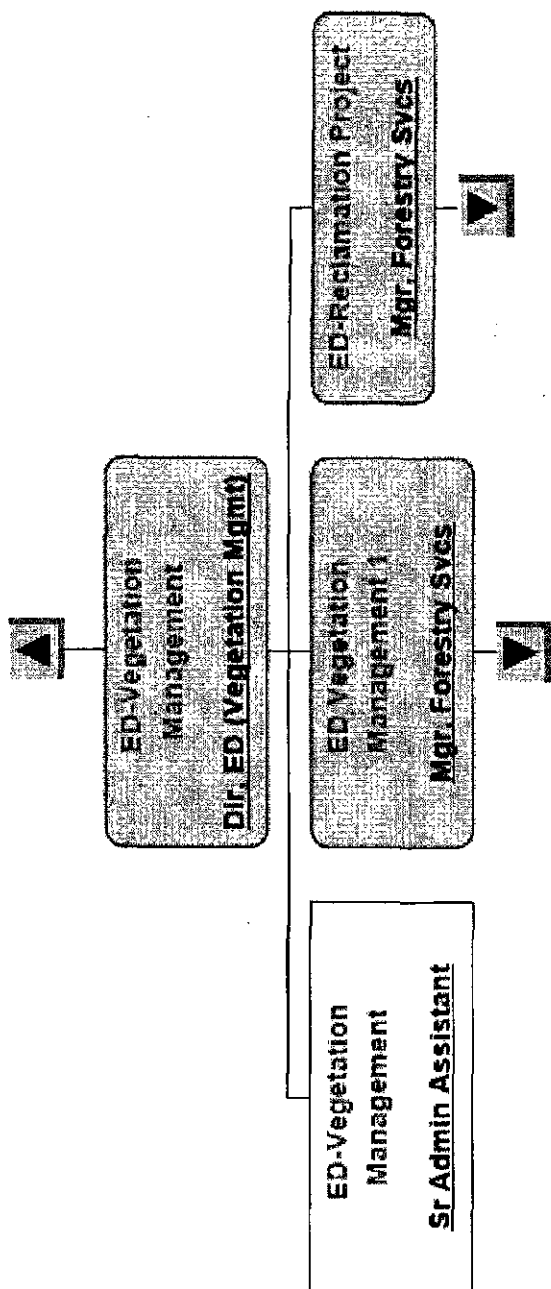 ED-Vegetation
Management
Dir, ED (Vegetation Mgmt)
ED-Vegetation
Management
Sr Admin Assistant
ED Vegetation
Management 1
Mgr, Forestry Svcs
ED-Reclamation Project
Mgr, Forestry Svcs